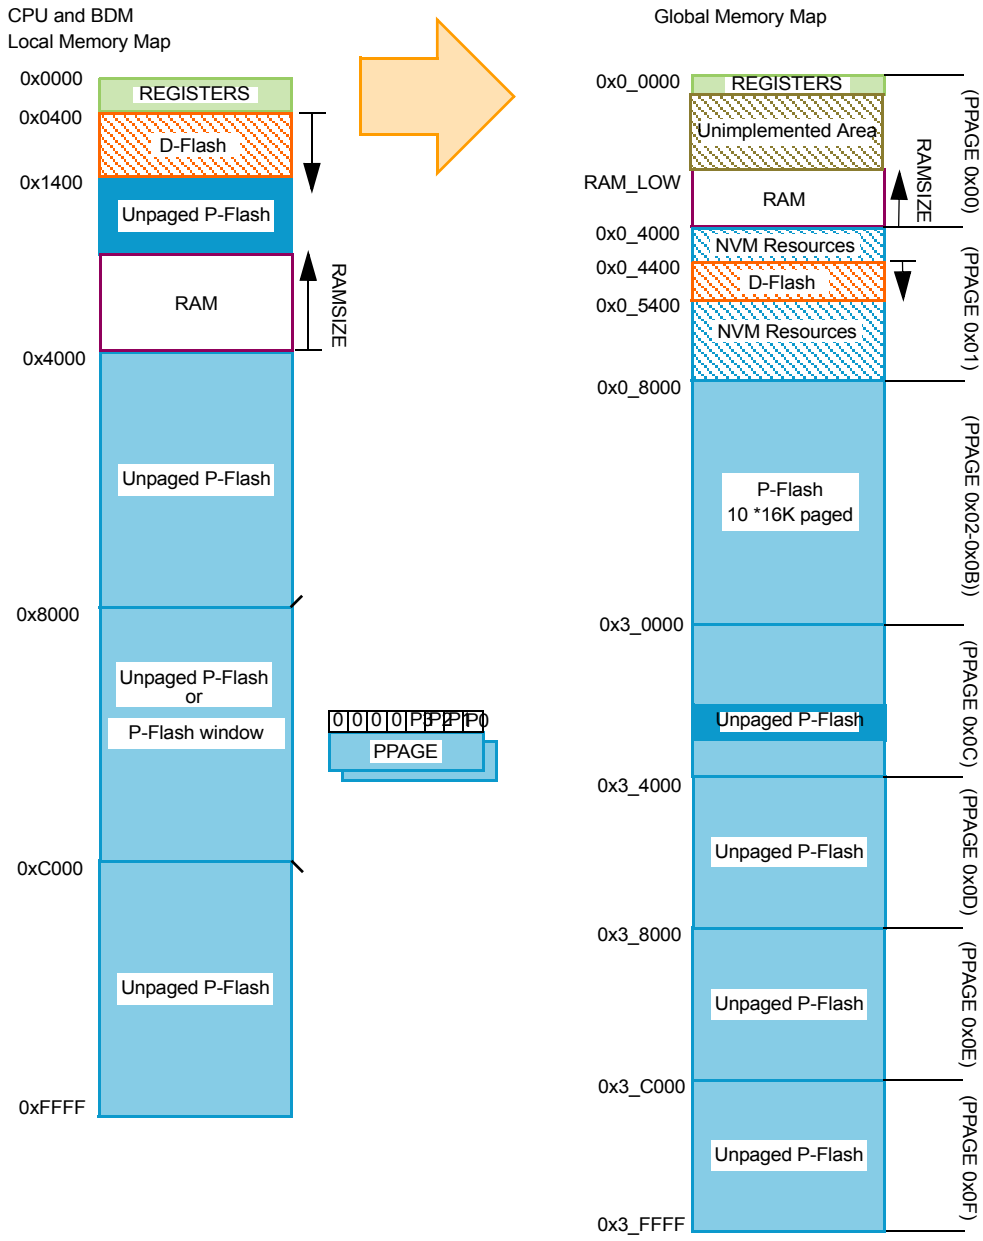 CPU and BDM
Local Memory Map
0x0000
REGISTERS
0x0400
D-Flash
0x1400
Unpaged P-Flash
RAM
RAMSIZE
0x4000
Unpaged P-Flash
0x8000
Unpaged P-Flash
or
P-Flash window
0xC000
Unpaged P-Flash
0xFFFF
0 0 0 0 P3 P2 P1 P0
PPAGE
Global Memory Map
0x0_0000
REGISTERS
Unimplemented Area
RAM_LOW
RAM
RAMSIZE
(PPAGE 0x00)
0x0_4000
NVM Resources
0x0_4400
D-Flash
0x0_5400
NVM Resources
(PPAGE 0x01)
0x0_8000
P-Flash
10 *16K paged
(PPAGE 0x02-0x0B))
0x3_0000
Unpaged P-Flash
(PPAGE 0x0C)
0x3_4000
Unpaged P-Flash
(PPAGE 0x0D)
0x3_8000
Unpaged P-Flash
(PPAGE 0x0E)
0x3_C000
Unpaged P-Flash
(PPAGE 0x0F)
0x3_FFFF